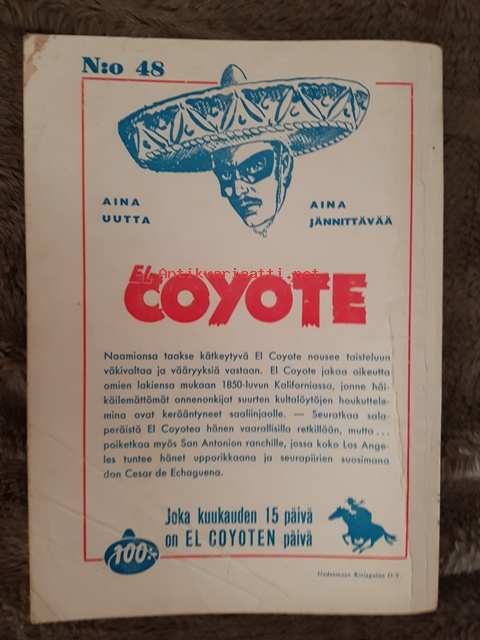 N:o 48
AINA
UUTTA
AINA
JÄNNITTÄVÄÄ
Antikvariaatti.net
EL
COYOTE
Naamionsa taakse kätkeytyvä El Coyote nousee taisteluun
väkivaltaa ja vääryyksiä vastaan. El Coyote jakaa oikeutta
omien lakiensa mukaan 1850-luvun Kaliforniassa, jonne häi-
käilemättömät onnenonkijat suurten kultalöytöjen houkuttele-
mina ovat kerääntyneet saaliinjaolle. — Seuratkaa sala-
peräistä El Coyotea hänen vaarallisilla retkillään, mutta...
poiketkaa myös San Antonion ranchille, jossa koko Los Ange-
les tuntee hänet upporikkaana ja seurapiirien suosimana
don Cesar de Echaguena.
Joka kuukauden 15 päivä
on EL COYOTEN päivä
100:-
Uudenmaan Kirjapaino O.Y.